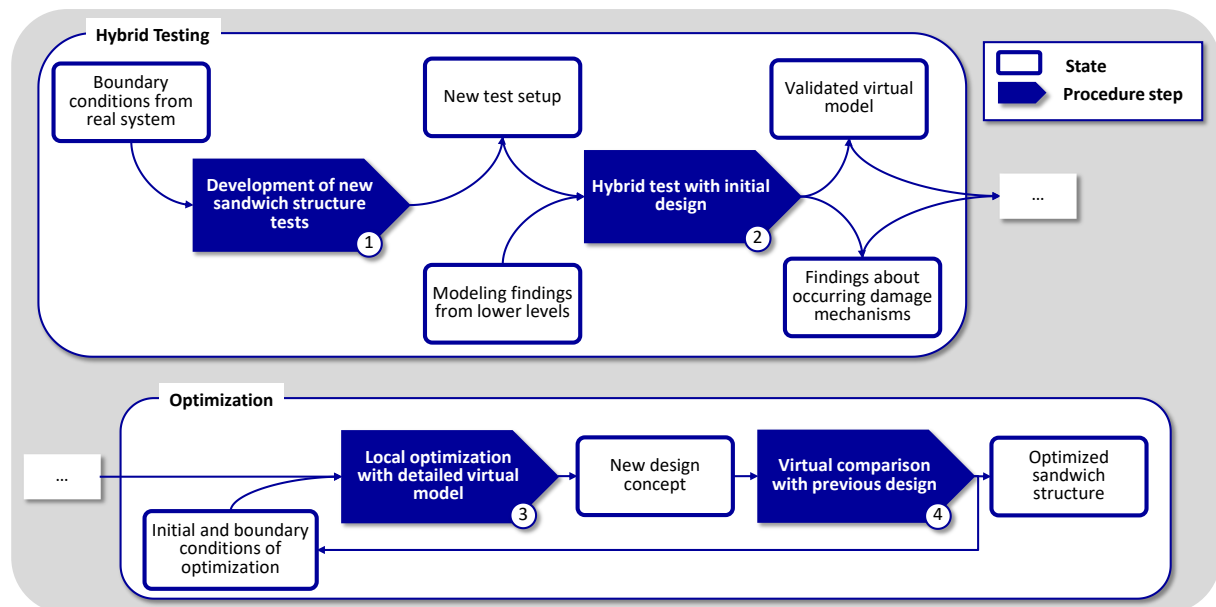 Hybrid Testing
Boundary
conditions from
real system
New test setup
Validated virtual
model
State
Procedure step
Development of new
sandwich structure
tests
1
Hybrid test with initial
design
2
...
Modeling findings
from lower levels
Findings about
occurring damage
mechanisms
Optimization
...
Local optimization
with detailed virtual
model
3
New design
concept
Virtual comparison
with previous design
4
Optimized
sandwich
structure
Initial and boundary
conditions of
optimization